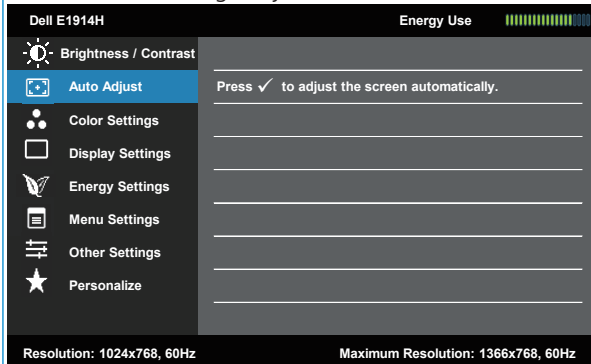 Dell E1914H Energy Use
Brightness / Contrast
Auto Adjust Press ✓ to adjust the screen automatically.
Color Settings
Display Settings
Energy Settings
Menu Settings
Other Settings
Personalize
Resolution: 1024x768, 60Hz Maximum Resolution: 1366x768, 60Hz